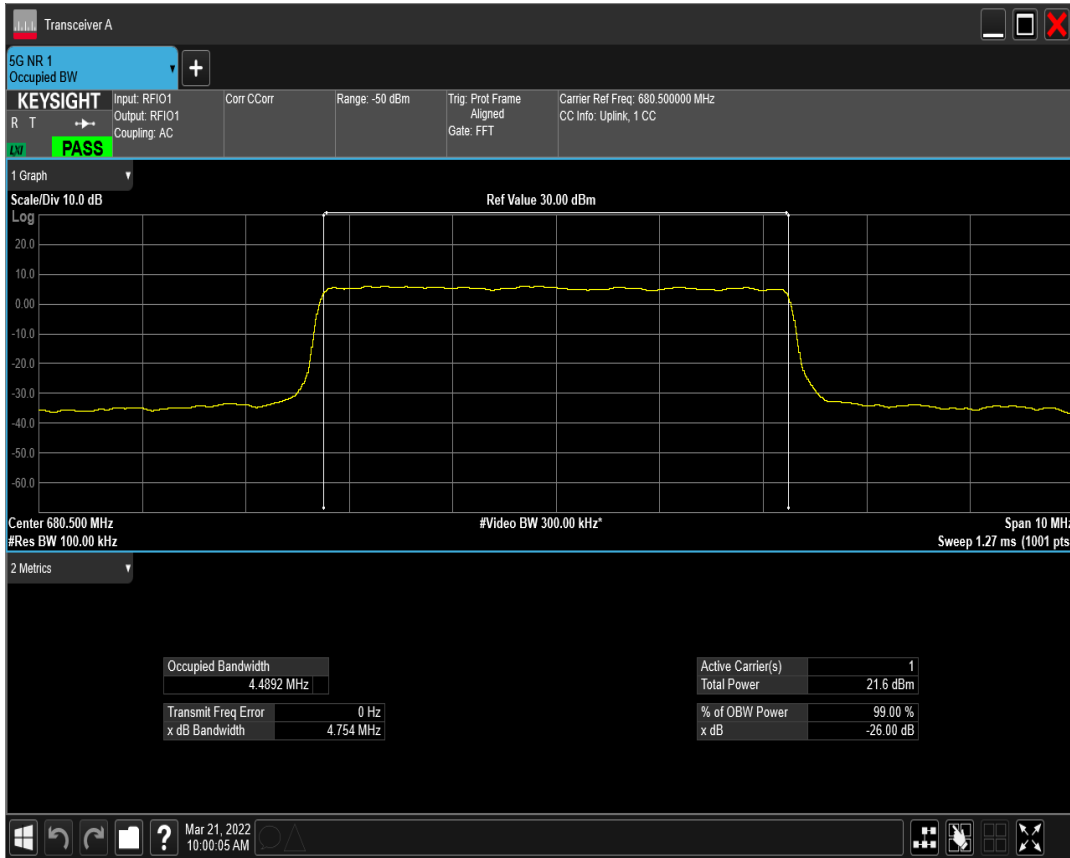 Transceiver A
5G NR 1
Occupied BW
KEYSIGHT
R T
LXI
PASS
Input: RFIO1
Output: RFIO1
Coupling: AC
Corr CCorr
Range: -50 dBm
Trig: Prot Frame
Aligned
Gate: FFT
Carrier Ref Freq: 680.500000 MHz
CC Info: Uplink, 1 CC
1 Graph
Scale/Div 10.0 dB
Ref Value 30.00 dBm
Log
20.0
10.0
0.00
-10.0
-20.0
-30.0
-40.0
-50.0
-60.0
Center 680.500 MHz
#Video BW 300.00 kHz*
Span 10 MHz
#Res BW 100.00 kHz
Sweep 1.27 ms (1001 pts
2 Metrics
Occupied Bandwidth
4.4892 MHz
Transmit Freq Error 0 Hz
x dB Bandwidth 4.754 MHz
Active Carrier(s) 1
Total Power 21.6 dBm
% of OBW Power 99.00 %
x dB -26.00 dB
?
Mar 21, 2022
10:00:05 AM